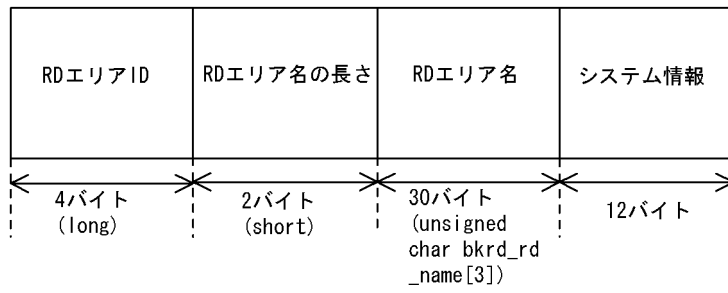 RDエリアID
RDエリア名の長さ
RDエリア名
システム情報
4バイト
(long)
2バイト
(short)
30バイト
(unsigned
char bkrd_rd
_name[3])
12バイト